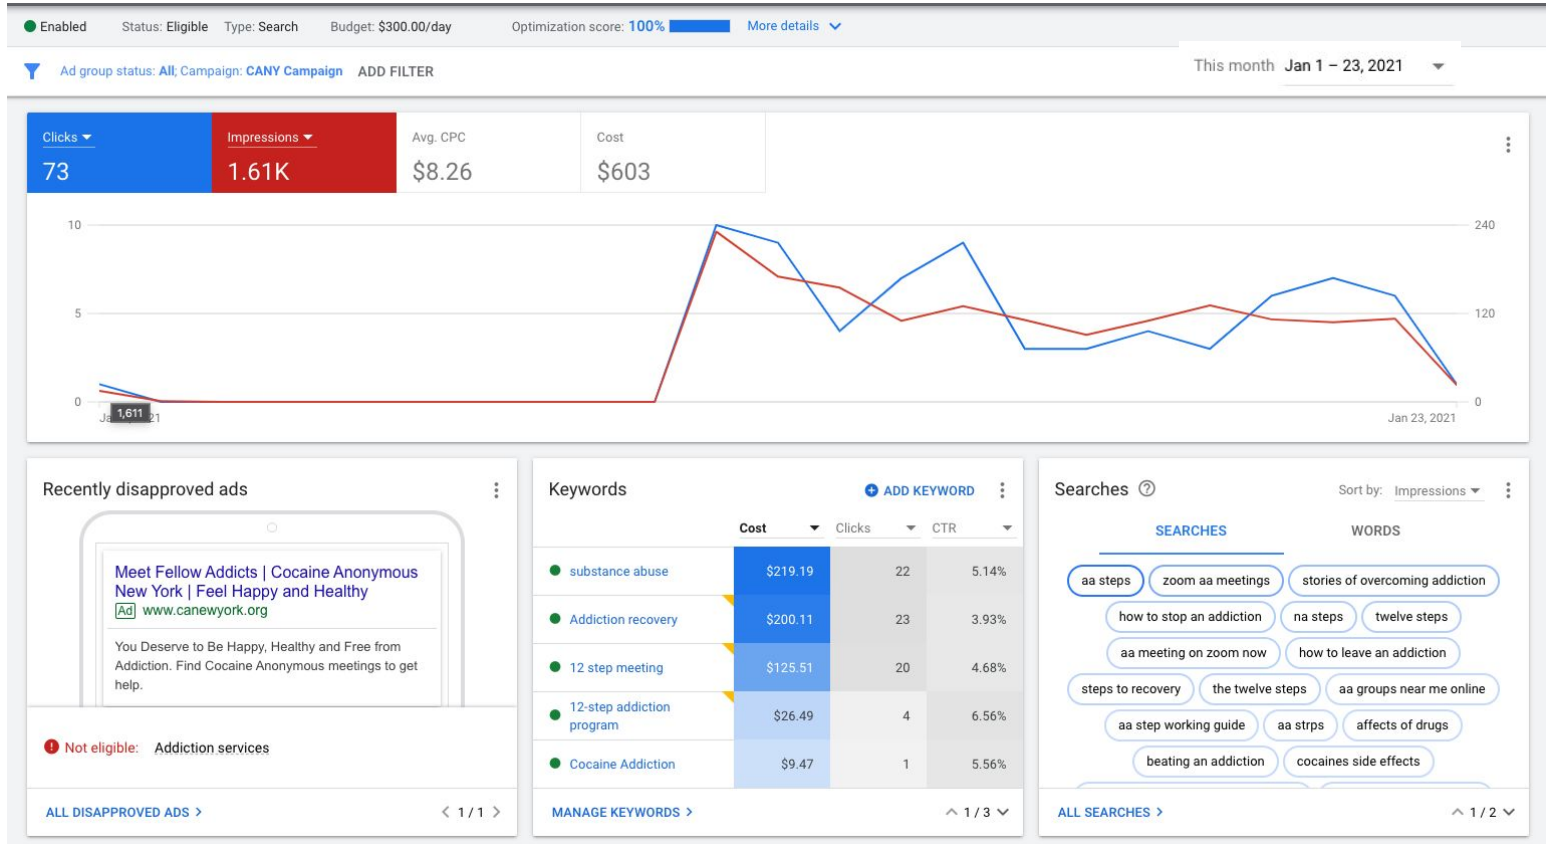 Enabled Status: Eligible Type: Search Budget: $300.00/day Optimization score: 100% More details
Ad group status: All; Campaign: CANY Campaign ADD FILTER
This month Jan 1 – 23, 2021
Clicks Impressions Avg. CPC Cost
73 1.61K $8.26 $603
10 240
5 120
0 0
1,611
Jan 23, 2021
Recently disapproved ads
Meet Fellow Addicts | Cocaine Anonymous
New York | Feel Happy and Healthy
Ad www.canewyork.org
You Deserve to Be Happy, Healthy and Free from
Addiction. Find Cocaine Anonymous meetings to get
help.
Not eligible: Addiction services
ALL DISAPPROVED ADS
1 / 1
Keywords
ADD KEYWORD
Cost Clicks CTR
substance abuse $219.19 22 5.14%
Addiction recovery $200.11 23 3.93%
12 step meeting $125.51 20 4.68%
12-step addiction
program $26.49 4 6.56%
Cocaine Addiction $9.47 1 5.56%
MANAGE KEYWORDS
1 / 3
Searches
Sort by: Impressions
SEARCHES WORDS
aa steps zoom aa meetings stories of overcoming addiction
how to stop an addiction na steps twelve steps
aa meeting on zoom now how to leave an addiction
steps to recovery the twelve steps aa groups near me online
aa step working guide aa strps affects of drugs
beating an addiction cocaines side effects
ALL SEARCHES
1 / 2